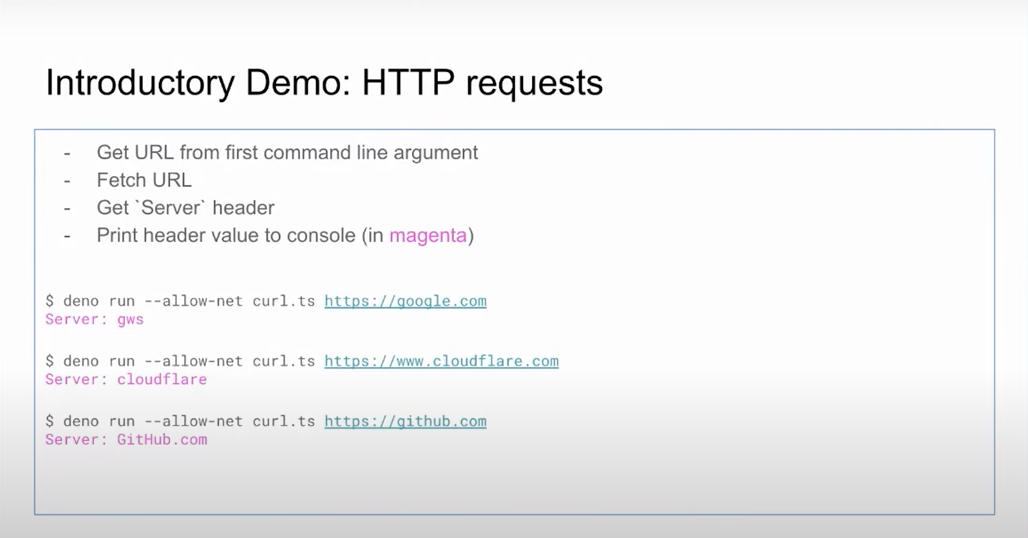 Introductory Demo: HTTP requests
- Get URL from first command line argument
- Fetch URL
- Get `Server` header
- Print header value to console (in magenta)
$ deno run --allow-net curl.ts https://google.com
Server: gws
$ deno run --allow-net curl.ts https://www.cloudflare.com
Server: cloudflare
$ deno run --allow-net curl.ts https://github.com
Server: GitHub.com